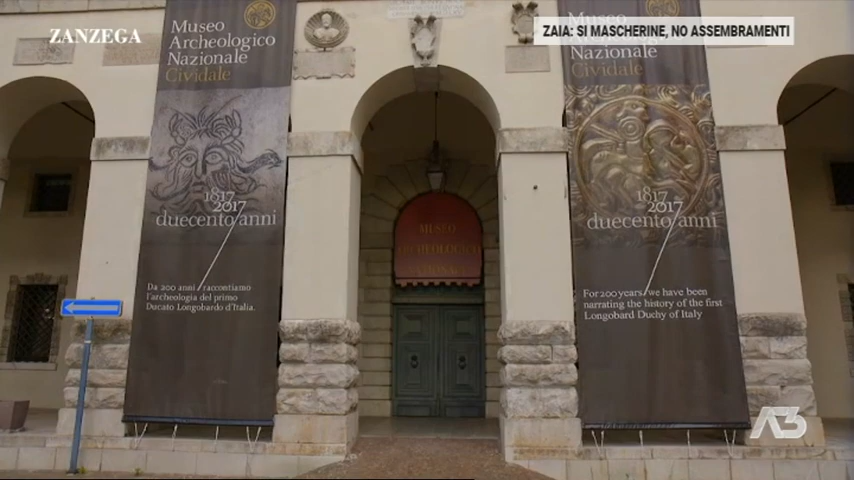 ZANZEGA
ZAIA: SI MASCHERINE, NO ASSEMBRAMENTI
Museo
Archeologico
Nazionale
Cividale
1817
2017
duecento anni
Da 200 anni raccontiamo
l'archeologia del primo
Ducato Longobardo d'Italia.
MUSEO
ARCHEOLOGICO
NAZIONALE
Museo
Archeologico
Nazionale
Cividale
1817
2017
duecento anni
For 200 years we have been
narrating the history of the first
Longobard Duchy of Italy
A3